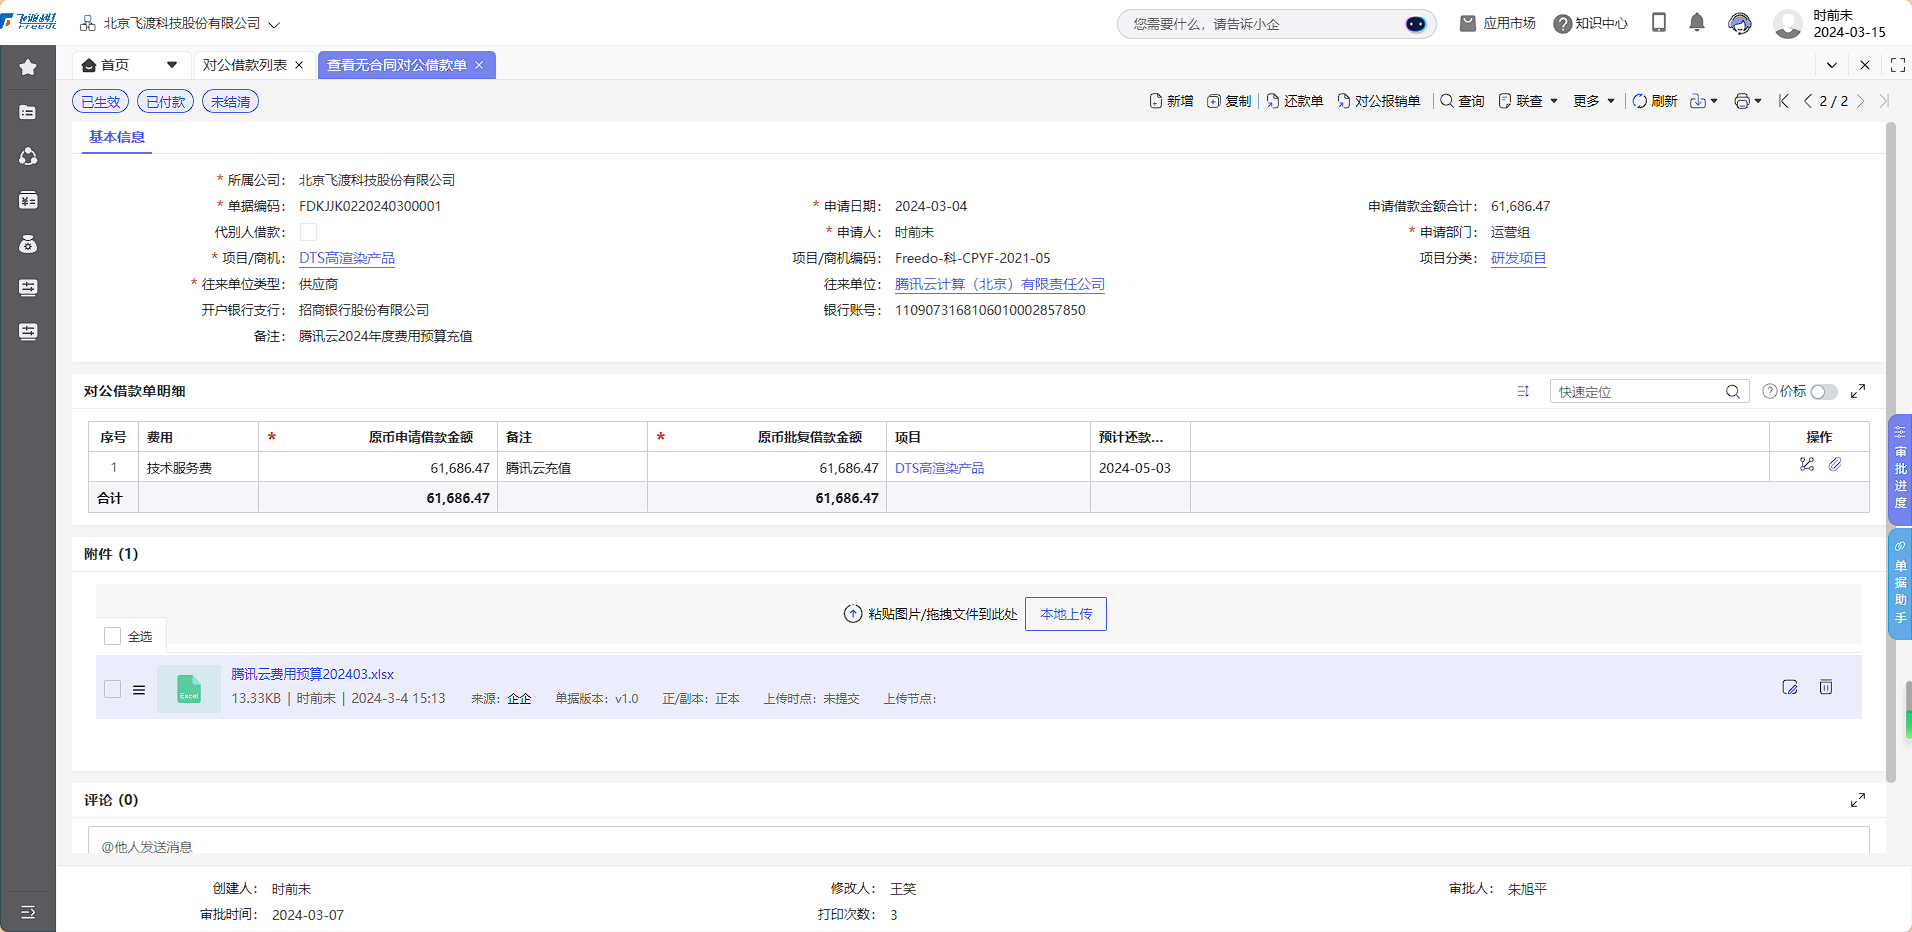 飞渡科技
Freedo
北京飞渡科技股份有限公司
您需要什么，请告诉小企
应用市场
知识中心
时前未
2024-03-15
首页
对公借款列表
查看无合同对公借款单
已生效
已付款
未结清
新增
复制
还款单
对公报销单
查询
联查
更多
刷新
2 / 2
基本信息
* 所属公司： 北京飞渡科技股份有限公司
* 单据编码： FDKJJK0220240300001
* 申请日期： 2024-03-04
申请借款金额合计： 61,686.47
代别人借款：
* 申请人： 时前未
* 申请部门： 运营组
* 项目/商机： DTS高渲染产品
项目/商机编码： Freedo-科-CPYF-2021-05
项目分类： 研发项目
* 往来单位类型： 供应商
往来单位： 腾讯云计算（北京）有限责任公司
开户银行支行： 招商银行股份有限公司
银行账号： 1109073168106010002857850
备注： 腾讯云2024年度费用预算充值
对公借款单明细
快速定位
价标
序号 费用 * 原币申请借款金额 备注 * 原币批复借款金额 项目 预计还款... 操作
1 技术服务费 61,686.47 腾讯云充值 61,686.47 DTS高渲染产品 2024-05-03
合计 61,686.47 61,686.47
审批进度
单据助手
附件 (1)
粘贴图片/拖拽文件到此处
本地上传
全选
Excel
腾讯云费用预算202403.xlsx
13.33KB | 时前未 | 2024-3-4 15:13 来源：企企 单据版本：v1.0 正/副本：正本 上传时点：未提交 上传节点：
评论 (0)
@他人发送消息
创建人： 时前未
修改人： 王笑
审批人： 朱旭平
审批时间： 2024-03-07
打印次数： 3